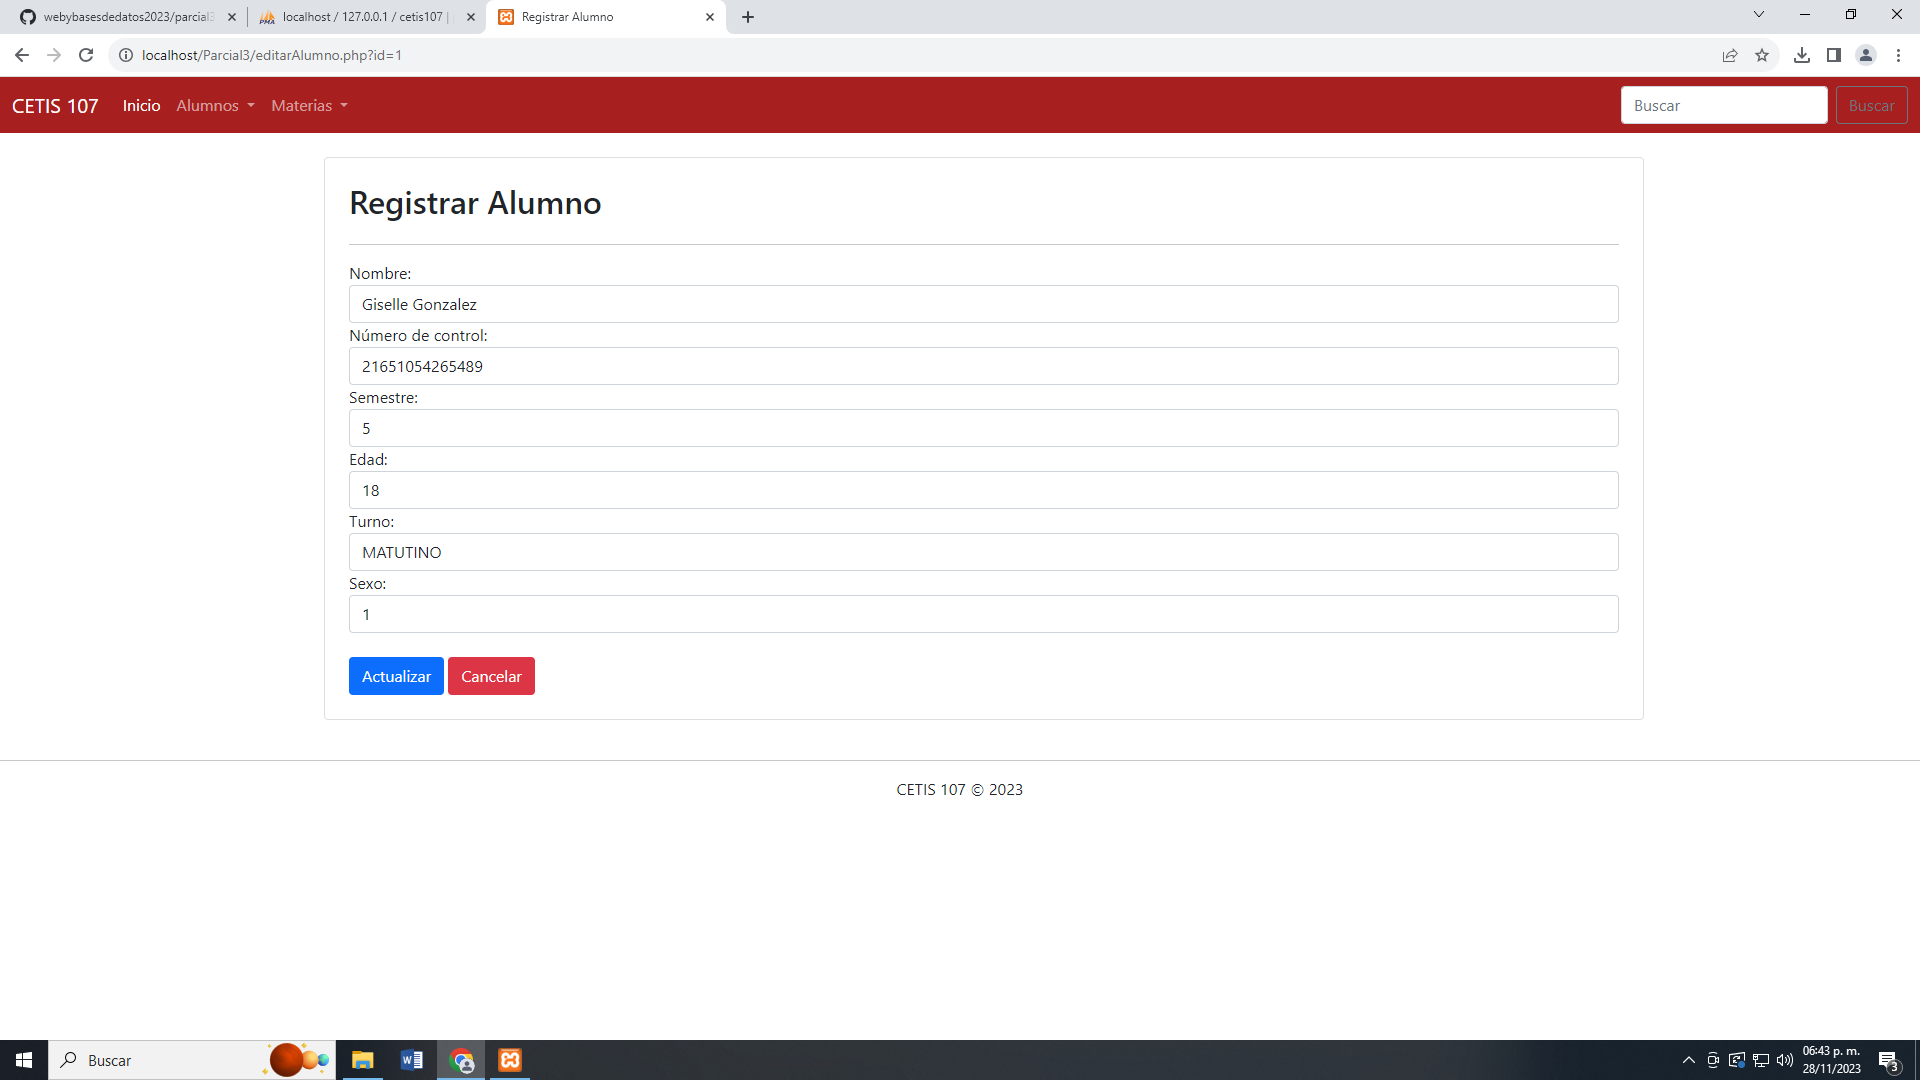 webybasesdedatos2023/parcial3
localhost / 127.0.0.1 / cetis107 |
Registrar Alumno
localhost/Parcial3/editarAlumno.php?id=1
CETIS 107 Inicio Alumnos Materias Buscar Buscar
Registrar Alumno
Nombre:
Giselle Gonzalez
Número de control:
21651054265489
Semestre:
5
Edad:
18
Turno:
MATUTINO
Sexo:
1
Actualizar Cancelar
CETIS 107 © 2023
Buscar
06:43 p. m.
28/11/2023
3